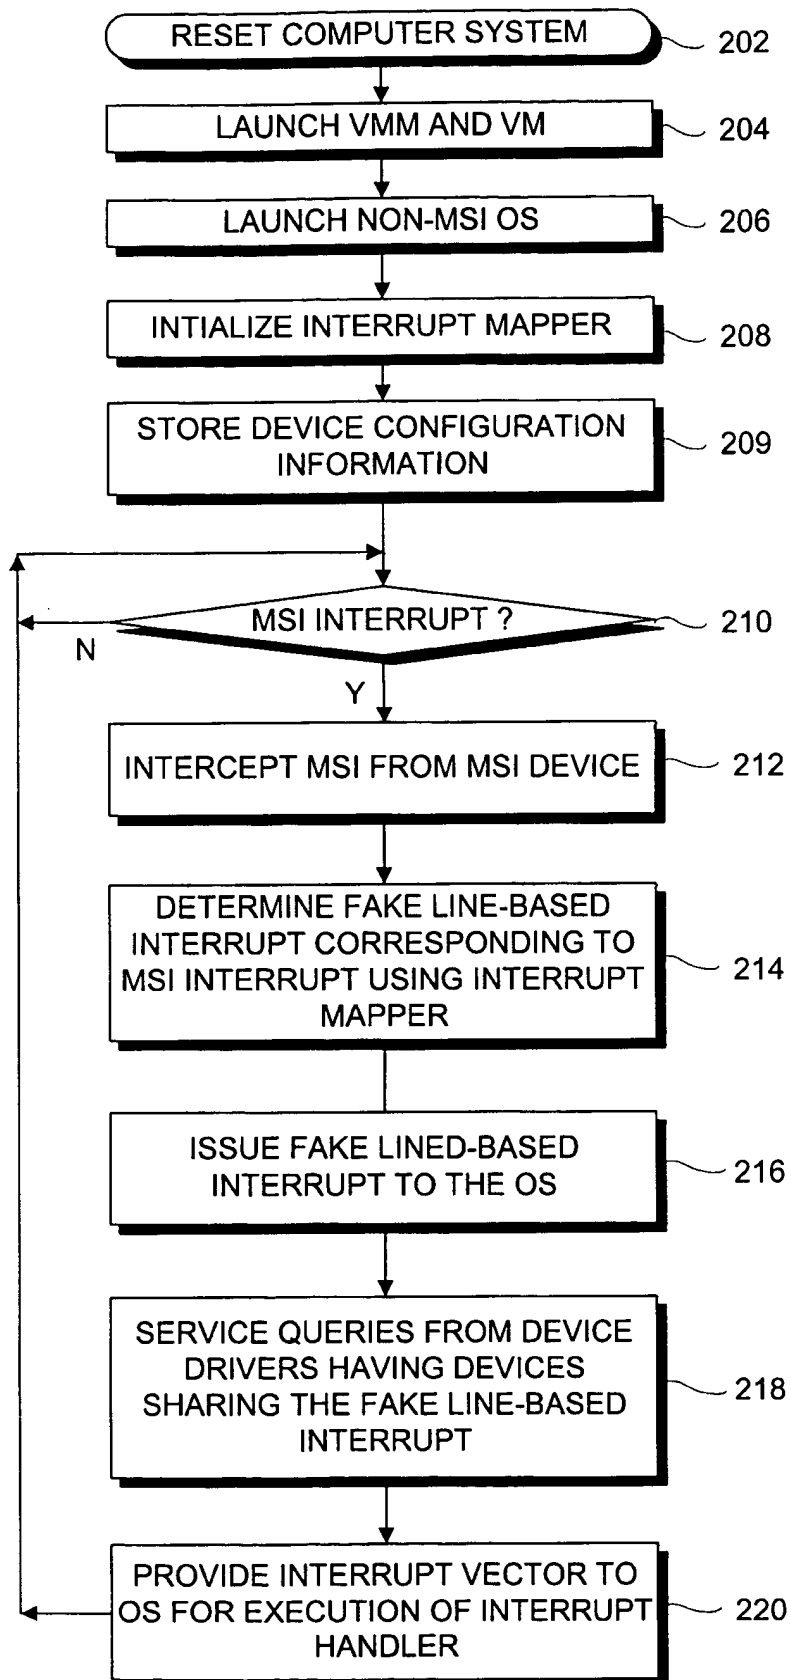 RESET COMPUTER SYSTEM
202
LAUNCH VMM AND VM
204
LAUNCH NON-MSI OS
206
INTIALIZE INTERRUPT MAPPER
208
STORE DEVICE CONFIGURATION
INFORMATION
209
MSI INTERRUPT ?
210
N
Y
INTERCEPT MSI FROM MSI DEVICE
212
DETERMINE FAKE LINE-BASED
INTERRUPT CORRESPONDING TO
MSI INTERRUPT USING INTERRUPT
MAPPER
214
ISSUE FAKE LINED-BASED
INTERRUPT TO THE OS
216
SERVICE QUERIES FROM DEVICE
DRIVERS HAVING DEVICES
SHARING THE FAKE LINE-BASED
INTERRUPT
218
PROVIDE INTERRUPT VECTOR TO
OS FOR EXECUTION OF INTERRUPT
HANDLER
220